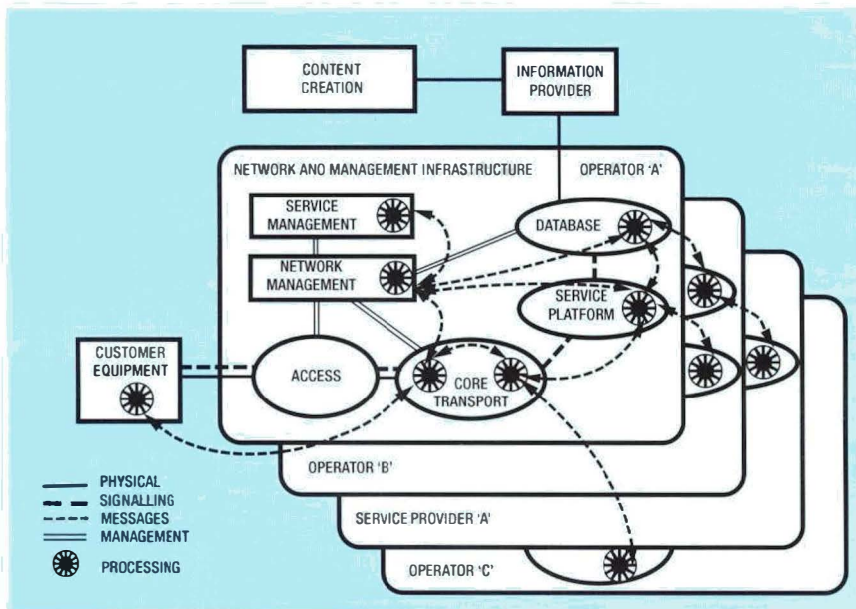 CONTENT
CREATION
INFORMATION
PROVIDER
NETWORK AND MANAGEMENT INFRASTRUCTURE
OPERATOR 'A'
SERVICE
MANAGEMENT
DATABASE
NETWORK
MANAGEMENT
SERVICE
PLATFORM
CUSTOMER
EQUIPMENT
ACCESS
CORE
TRANSPORT
OPERATOR 'B'
PHYSICAL
SIGNALLING
MESSAGES
MANAGEMENT
PROCESSING
SERVICE PROVIDER 'A'
OPERATOR 'C'